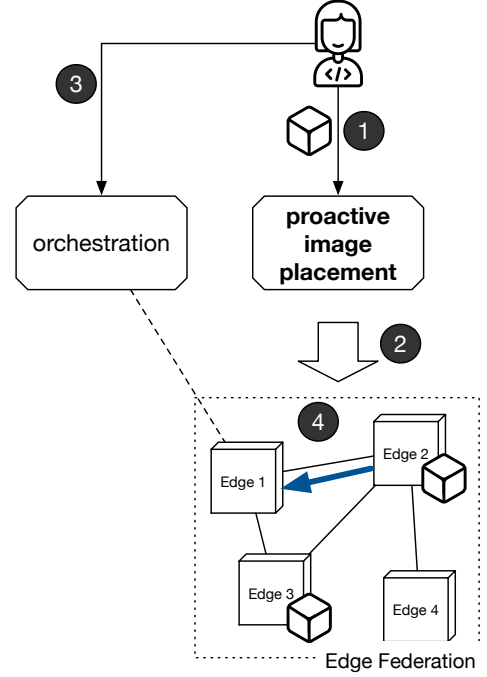 </>
3
1
orchestration
proactive
image
placement
2
4
Edge 1
Edge 2
Edge 3
Edge 4
Edge Federation